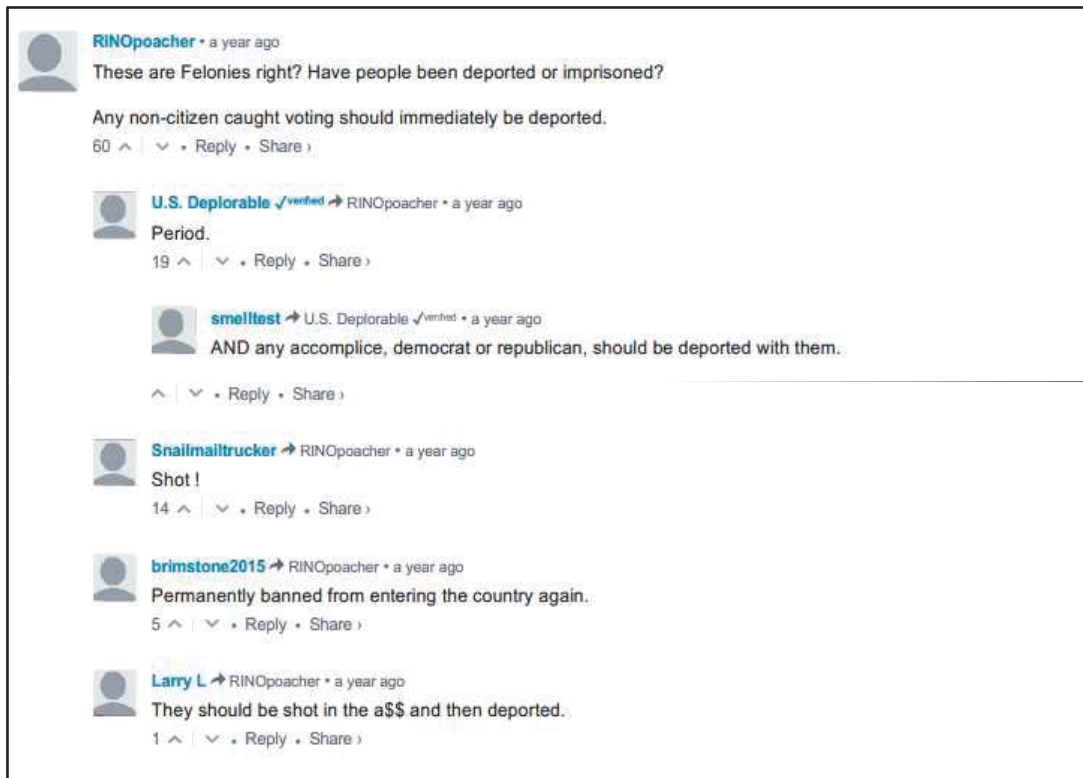 RINOpoacher • a year ago
These are Felonies right? Have people been deported or imprisoned?
Any non-citizen caught voting should immediately be deported.
60 • Reply • Share ›
U.S. Deplorable ✓verified → RINOpoacher • a year ago
Period.
19 • Reply • Share ›
smelltest → U.S. Deplorable ✓verified • a year ago
AND any accomplice, democrat or republican, should be deported with them.
• Reply • Share ›
Snailmailtrucker → RINOpoacher • a year ago
Shot !
14 • Reply • Share ›
brimstone2015 → RINOpoacher • a year ago
Permanently banned from entering the country again.
5 • Reply • Share ›
Larry L → RINOpoacher • a year ago
They should be shot in the a$$ and then deported.
1 • Reply • Share ›